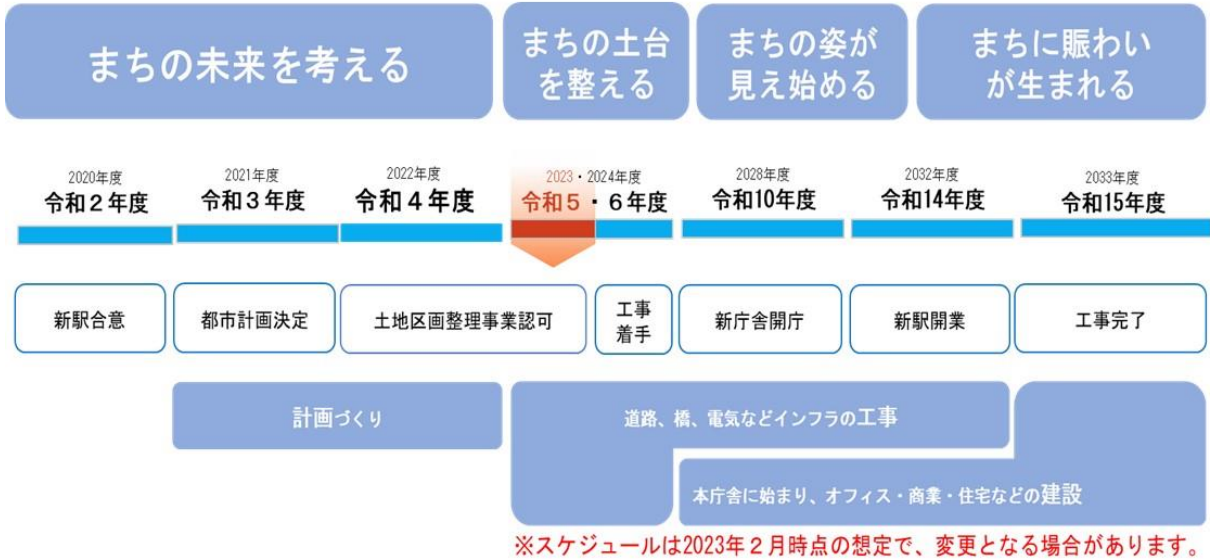 まちの未来を考える
まちの土台
を整える
まちの姿が
見え始める
まちに賑わい
が生まれる
2020年度
令和2年度
2021年度
令和3年度
2022年度
令和4年度
2023・2024年度
令和5・6年度
2028年度
令和10年度
2032年度
令和14年度
2033年度
令和15年度
新駅合意
都市計画決定
土地区画整理事業認可
工事
着手
新庁舎開庁
新駅開業
工事完了
計画づくり
道路、橋、電気などインフラの工事
本庁舎に始まり、オフィス・商業・住宅などの建設
※スケジュールは2023年2月時点の想定で、変更となる場合があります。